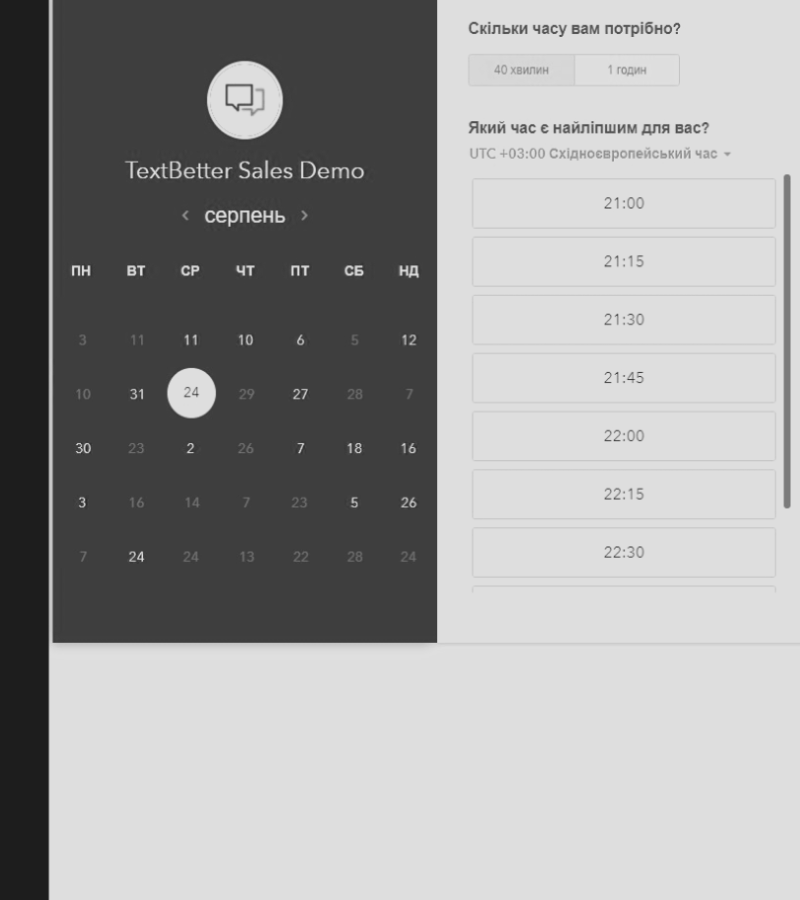 TextBetter Sales Demo
серпень
ПН ВТ СР ЧТ ПТ СБ НД
3 11 11 10 6 5 12
10 31 24 29 27 28 7
30 23 2 26 7 18 16
3 16 14 7 23 5 26
7 24 24 13 22 28 24
Скільки часу вам потрібно?
40 хвилин 1 годин
Який час є найліпшим для вас?
UTC +03:00 Східноєвропейський час
21:00
21:15
21:30
21:45
22:00
22:15
22:30